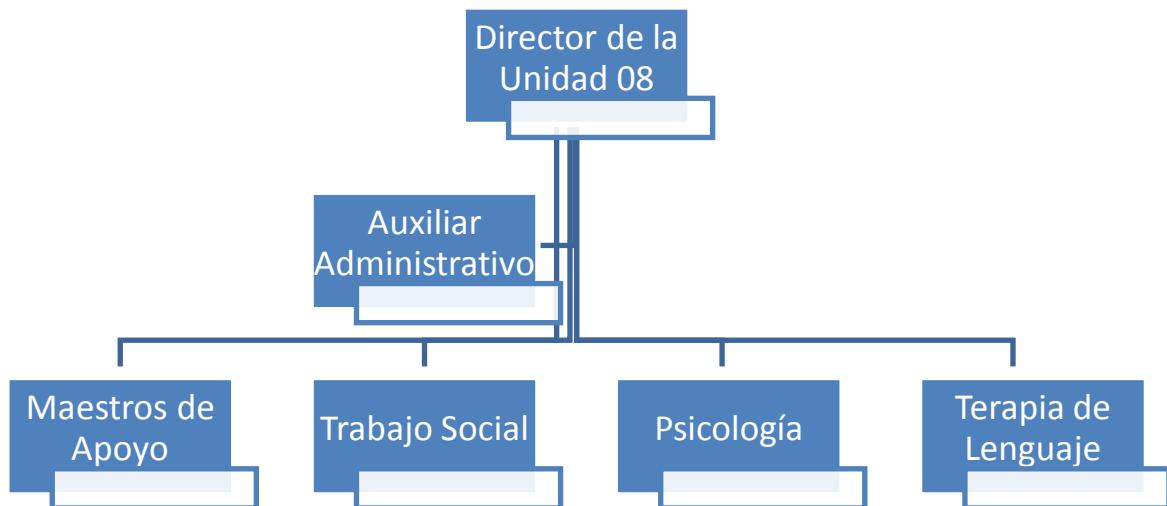 Director de la
Unidad 08
Auxiliar
Administrativo
Maestros de
Apoyo
Trabajo Social
Psicología
Terapia de
Lenguaje